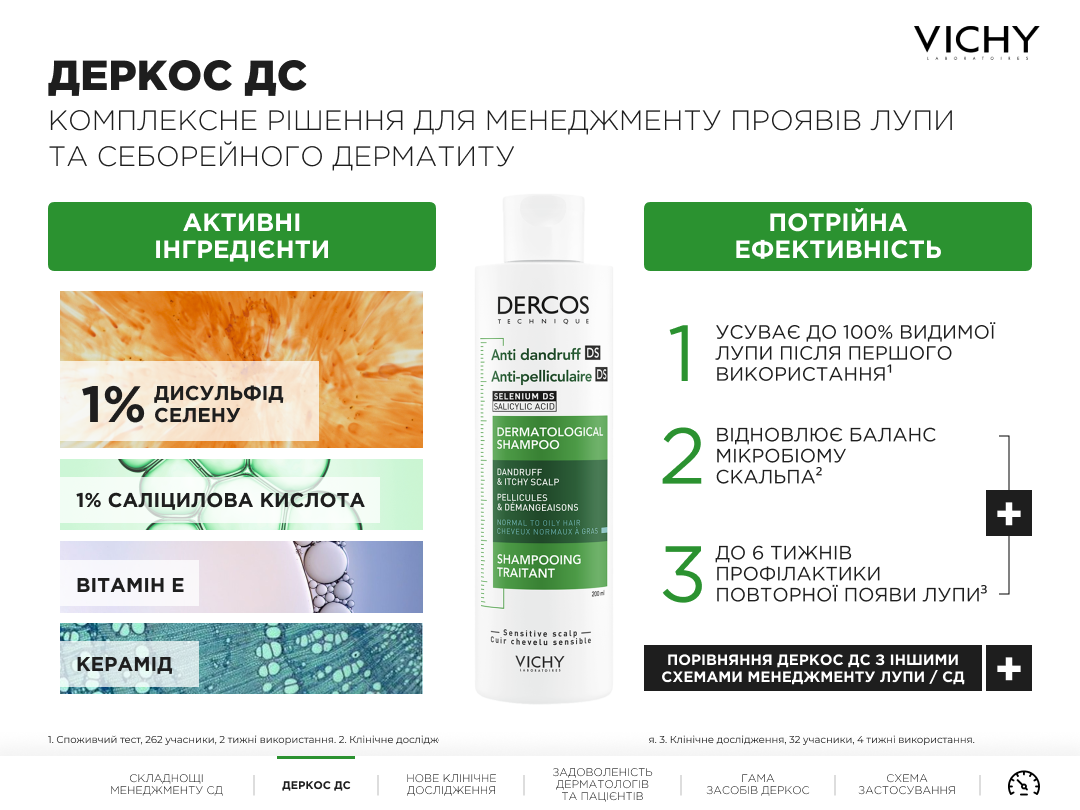 VICHY
LABORATOIRES
ДЕРКОС ДС
КОМПЛЕКСНЕ РІШЕННЯ ДЛЯ МЕНЕДЖМЕНТУ ПРОЯВІВ ЛУПИ
ТА СЕБОРЕЙНОГО ДЕРМАТИТУ
АКТИВНІ
ІНГРЕДІЄНТИ
1% ДИСУЛЬФІД
СЕЛЕНУ
1% САЛІЦИЛОВА КИСЛОТА
ВІТАМІН Е
КЕРАМІД
DERCOS
TECHNIQUE
Anti dandruff DS
Anti-pelliculaire DS
SELENIUM DS
SALICYLIC ACID
DERMATOLOGICAL
SHAMPOO
DANDRUFF
& ITCHY SCALP
PELLICULES
& DÉMANGEAISONS
NORMAL TO OILY HAIR
CHEVEUX NORMAUX À GRAS
SHAMPOOING
TRAITANT
200 ml
Sensitive scalp
Cuir chevelu sensible
VICHY
LABORATOIRES
ПОТРІЙНА
ЕФЕКТИВНІСТЬ
1 УСУВАЄ ДО 100% ВИДИМОЇ
ЛУПИ ПІСЛЯ ПЕРШОГО
ВИКОРИСТАННЯ¹
2 ВІДНОВЛЮЄ БАЛАНС
МІКРОБІОМУ
СКАЛЬПА²
3 ДО 6 ТИЖНІВ
ПРОФІЛАКТИКИ
ПОВТОРНОЇ ПОЯВИ ЛУПИ³
+
ПОРІВНЯННЯ ДЕРКОС ДС З ІНШИМИ
СХЕМАМИ МЕНЕДЖМЕНТУ ЛУПИ / СД
+
1. Споживчий тест, 262 учасники, 2 тижні використання. 2. Клінічне дослідж
я. 3. Клінічне дослідження, 32 учасники, 4 тижні використання.
СКЛАДНОЩІ
МЕНЕДЖМЕНТУ СД
ДЕРКОС ДС
НОВЕ КЛІНІЧНЕ
ДОСЛІДЖЕННЯ
ЗАДОВОЛЕНІСТЬ
ДЕРМАТОЛОГІВ
ТА ПАЦІЄНТІВ
ГАМА
ЗАСОБІВ ДЕРКОС
СХЕМА
ЗАСТОСУВАННЯ